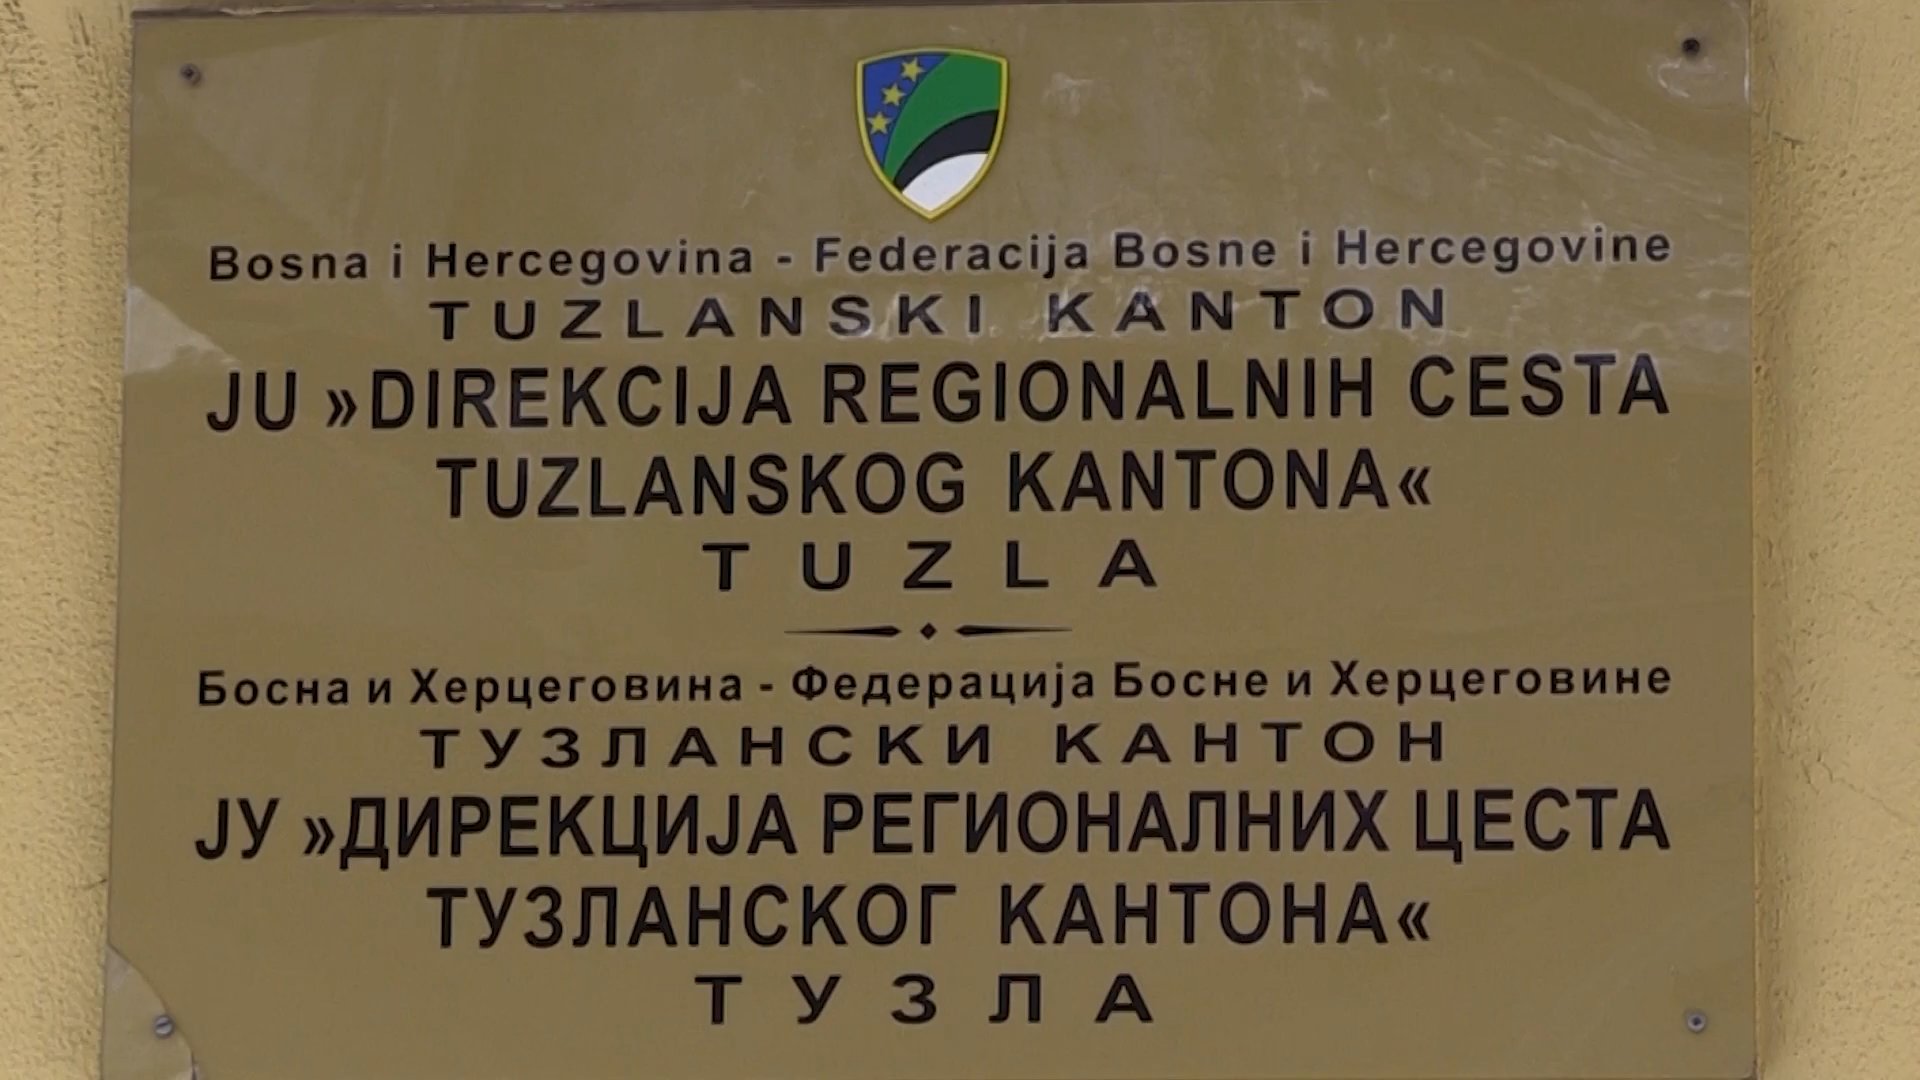 Bosna i Hercegovina - Federacija Bosne i Hercegovine
TUZLANSKI KANTON
JU »DIREKCIJA REGIONALNIH CESTA
TUZLANSKOG KANTONA«
TUZLA
Босна и Херцеговина - Федерација Босне и Херцеговине
ТУЗЛАНСКИ КАНТОН
ЈУ »ДИРЕКЦИЈА РЕГИОНАЛНИХ ЦЕСТА
ТУЗЛАНСКОГ КАНТОНА«
ТУЗЛА